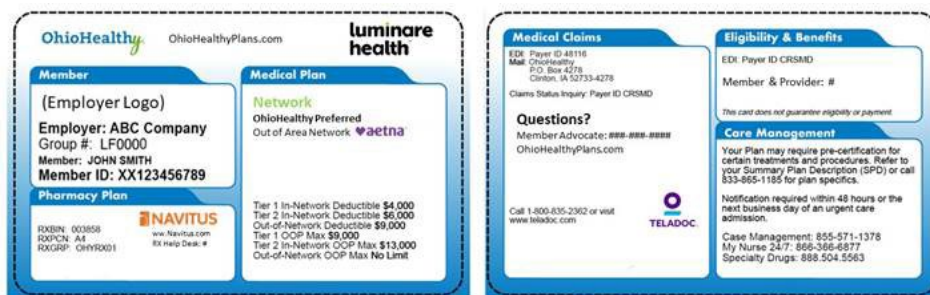 OhioHealthy
OhioHealthyPlans.com
luminare
health
Member
(Employer Logo)
Employer: ABC Company
Group #: LF0000
Member: JOHN SMITH
Member ID: XX123456789
Pharmacy Plan
RXBIN: 003858
RXPCN: A4
RXGRP: OHYRX01
NAVITUS
ww.Navitus.com
RX Help Desk: #
Medical Plan
Network
OhioHealthy Preferred
Out of Area Network ♥aetna
Tier 1 In-Network Deductible $4,000
Tier 2 In-Network Deductible $6,000
Out-of-Network Deductible $9,000
Tier 1 OOP Max $9,000
Tier 2 In-Network OOP Max $13,000
Out-of-Network OOP Max No Limit
Medical Claims
EDI: Payer ID 48116
Mail: OhioHealthy
P.O. Box 4278
Clinton, IA 52733-4278
Claims Status Inquiry: Payer ID CRSMD
Questions?
Member Advocate: ###-###-####
OhioHealthyPlans.com
Call 1-800-835-2362 or visit
www.teladoc.com
TELADOC
Eligibility & Benefits
EDI: Payer ID CRSMD
Member & Provider: #
This card does not guarantee eligibility or payment.
Care Management
Your Plan may require pre-certification for
certain treatments and procedures. Refer to
your Summary Plan Description (SPD) or call
833-865-1185 for plan specifics.
Notification required within 48 hours or the
next business day of an urgent care
admission.
Case Management: 855-571-1378
My Nurse 24/7: 866-366-6877
Specialty Drugs: 888.504.5563